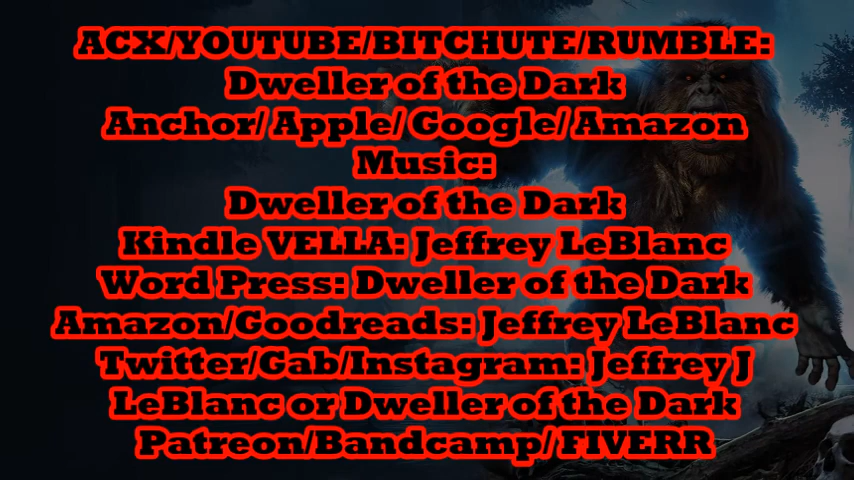 ACX/YOUTUBE/BITCHUTE/RUMBLE:
Dweller of the Dark
Anchor/ Apple/ Google/ Amazon
Music:
Dweller of the Dark
Kindle VELLA: Jeffrey LeBlanc
Word Press: Dweller of the Dark
Amazon/Goodreads: Jeffrey LeBlanc
Twitter/Gab/Instagram: Jeffrey J
LeBlanc or Dweller of the Dark
Patreon/Bandcamp/ FIVERR